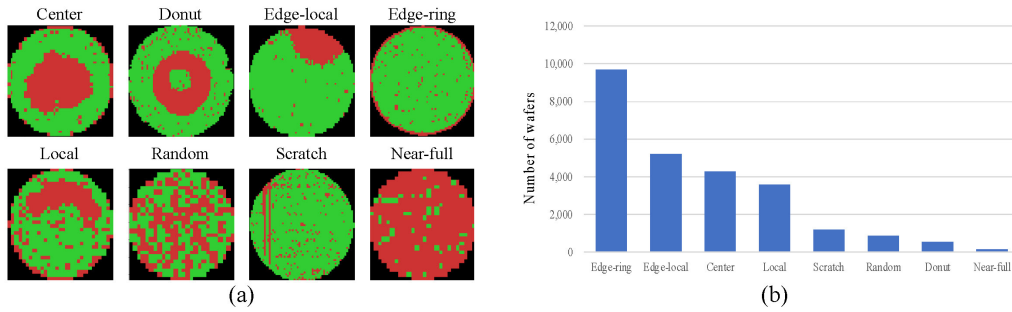 Center Donut Edge-local Edge-ring
Local Random Scratch Near-full
(a)
Number of wafers
12,000
10,000
8,000
6,000
4,000
2,000
0
Edge-ring Edge-local Center Local Scratch Random Donut Near-full
(b)